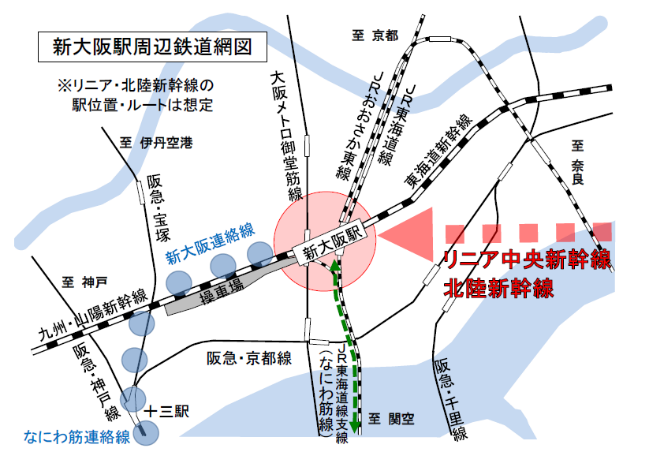 新大阪駅周辺鉄道網図
※リニア・北陸新幹線の
駅位置・ルートは想定
至 京都
大阪メトロ御堂筋線
JRおおさか東線
JR東海道線
東海道新幹線
至 奈良
至 伊丹空港
阪急・宝塚
新大阪連絡線
新大阪駅
リニア中央新幹線
北陸新幹線
至 神戸
操車場
九州・山陽新幹線
阪急・神戸線
阪急・京都線
JR東海道線支線
(なにわ筋線)
阪急・千里線
十三駅
至 関空
なにわ筋連絡線